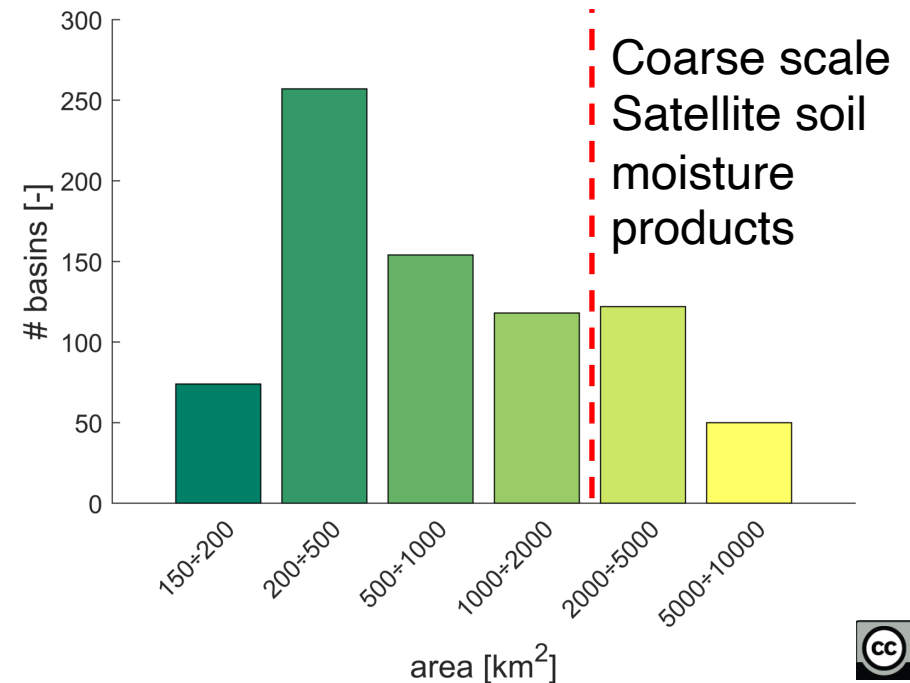 300
250
200
150
100
50
0
# basins [-]
Coarse scale
Satellite soil
moisture
products
150÷200
200÷500
500÷1000
1000÷2000
2000÷5000
5000÷10000
area [km²]
cc